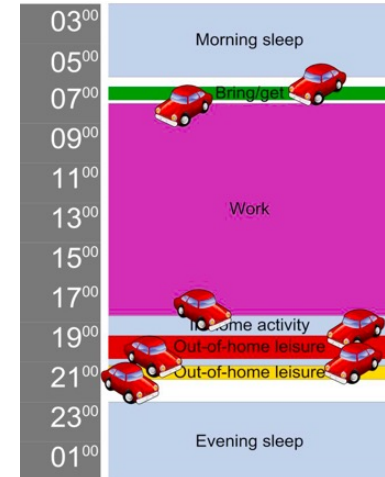 03⁰⁰
Morning sleep
05⁰⁰
07⁰⁰
Bring/get
09⁰⁰
11⁰⁰
13⁰⁰
Work
15⁰⁰
17⁰⁰
activity
19⁰⁰
Out-of-home leisure
21⁰⁰
Out-of-home leisure
23⁰⁰
Evening sleep
01⁰⁰